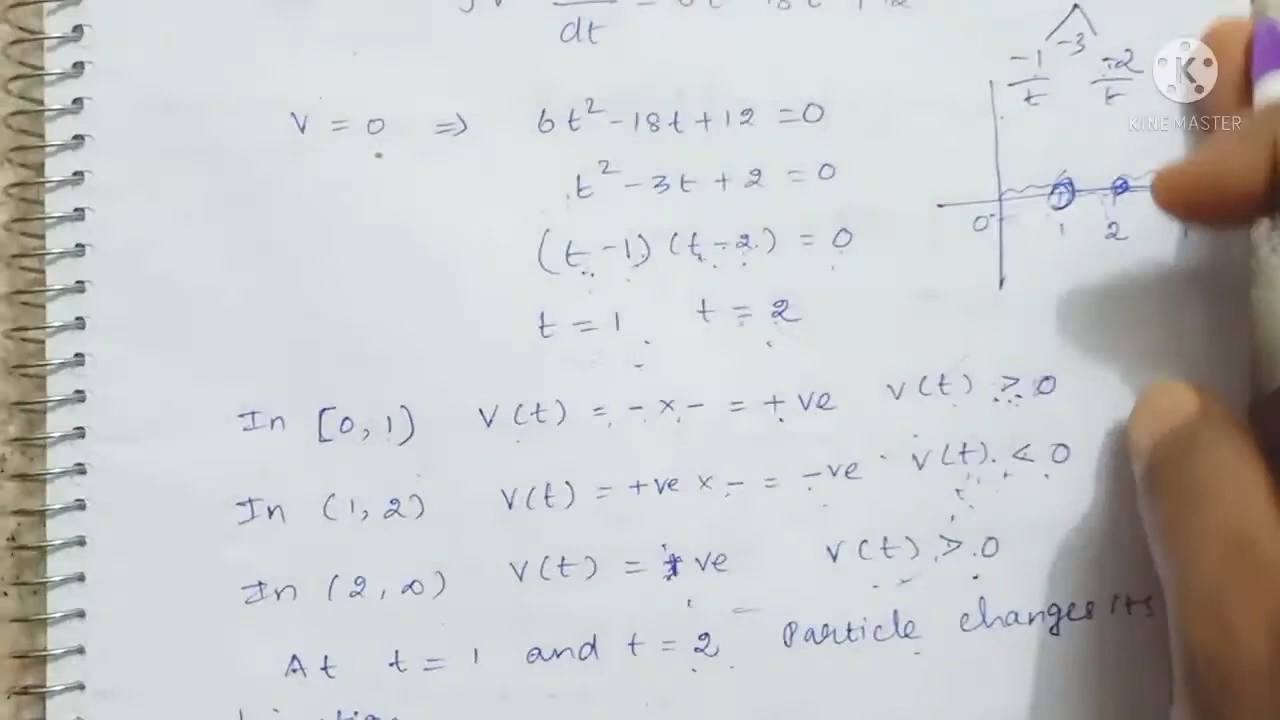 dt
-3
-1 -2
t t
V = 0 ⇒ 6t² - 18t + 12 = 0
KINE MASTER
t² - 3t + 2 = 0
(t - 1) (t - 2) = 0
0 1 2
t = 1 t = 2
In [0, 1) V(t) = - x - = +ve V(t) > 0
In (1, 2) V(t) = +ve x - = -ve V(t) < 0
In (2, ∞) V(t) = +ve V(t) > 0
At t = 1 and t = 2 Particle changes its